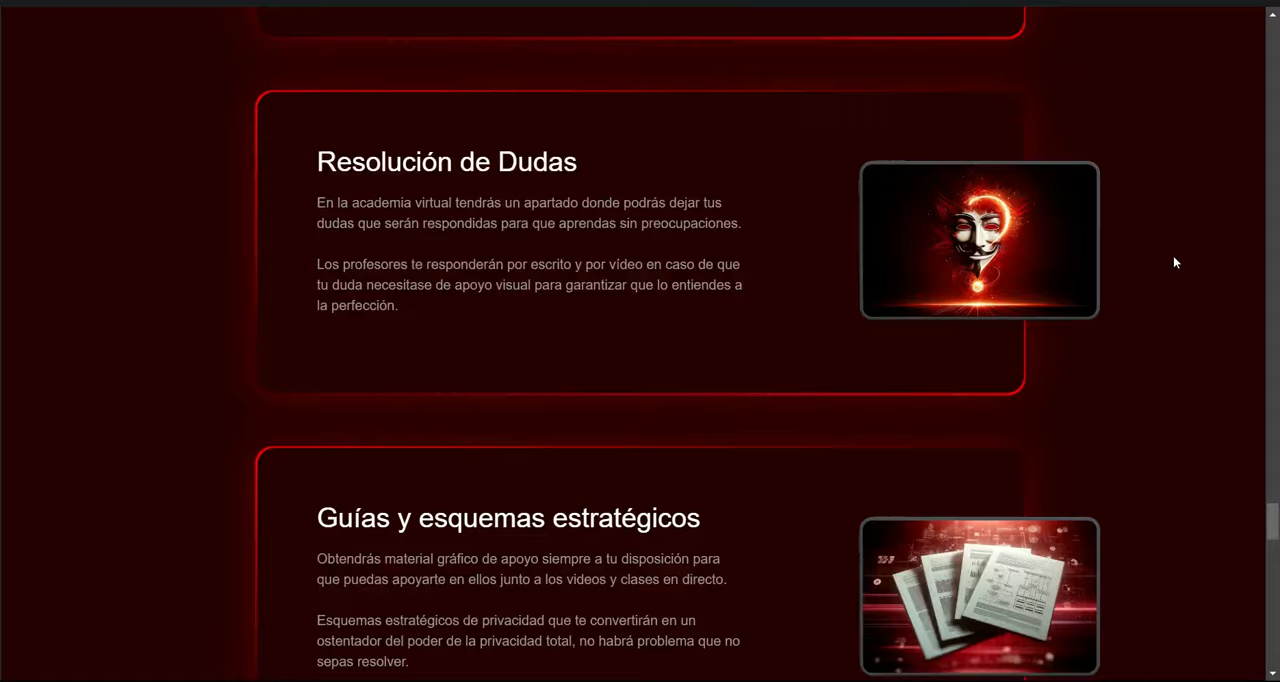 Resolución de Dudas
En la academia virtual tendrás un apartado donde podrás dejar tus
dudas que serán respondidas para que aprendas sin preocupaciones.
Los profesores te responderán por escrito y por vídeo en caso de que
tu duda necesitase de apoyo visual para garantizar que lo entiendes a
la perfección.
Guías y esquemas estratégicos
Obtendrás material gráfico de apoyo siempre a tu disposición para
que puedas apoyarte en ellos junto a los videos y clases en directo.
Esquemas estratégicos de privacidad que te convertirán en un
ostentador del poder de la privacidad total, no habrá problema que no
sepas resolver.